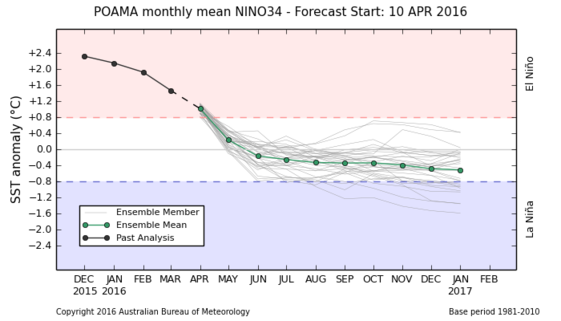 POAMA monthly mean NINO34 - Forecast Start: 10 APR 2016
SST anomaly (°C)
+2.4
+2.0
+1.6
+1.2
+0.8
+0.4
0.0
−0.4
−0.8
−1.2
−1.6
−2.0
−2.4
El Niño
La Niña
Ensemble Member
Ensemble Mean
Past Analysis
DEC JAN FEB MAR APR MAY JUN JUL AUG SEP OCT NOV DEC JAN FEB
2015 2016 2017
Copyright 2016 Australian Bureau of Meteorology
Base period 1981-2010